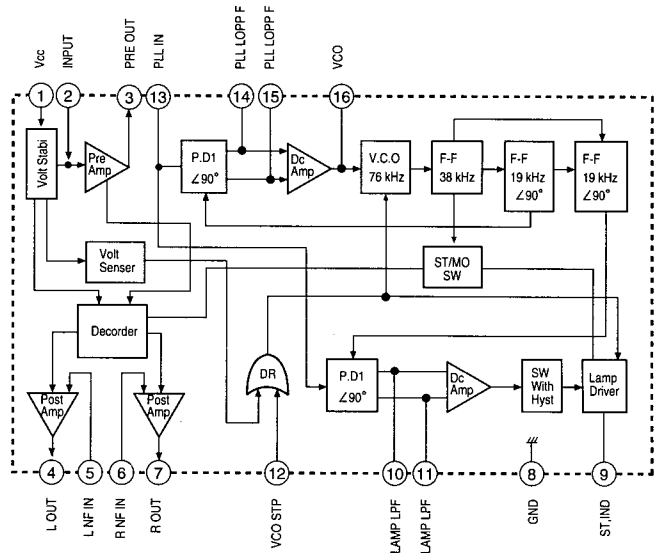 Vcc
INPUT
PRE OUT
PLL IN
PLL LOPP F
PLL LOPP F
VCO
1
2
3
13
14
15
16
Volt Stabi
Pre
Amp
P.D1
∠90°
Dc
Amp
V.C.O
76 kHz
F-F
38 kHz
F-F
19 kHz
∠90°
F-F
19 kHz
∠90°
Volt
Senser
ST/MO
SW
Decorder
DR
P.D1
∠90°
Dc
Amp
SW
With
Hyst
Lamp
Driver
Post
Amp
Post
Amp
4
5
6
7
12
10
11
8
9
L OUT
L NF IN
R NF IN
R OUT
VCO STP
LAMP LPF
LAMP LPF
GND
ST,IND